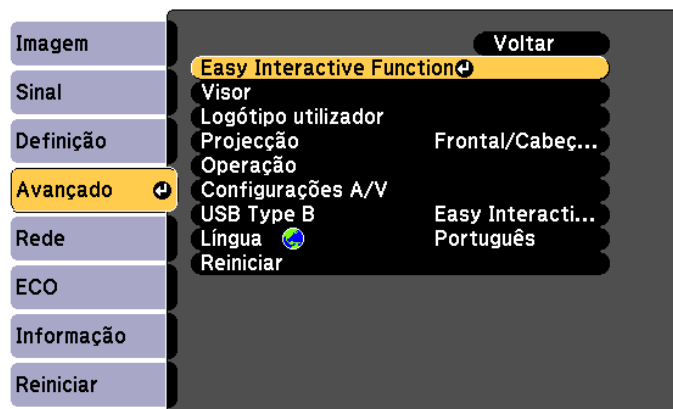 Imagem
Sinal
Definição
Avançado
Rede
ECO
Informação
Reiniciar
Voltar
Easy Interactive Function
Visor
Logótipo utilizador
Projecção Frontal/Cabeç...
Operação
Configurações A/V
USB Type B Easy Interacti...
Língua Português
Reiniciar